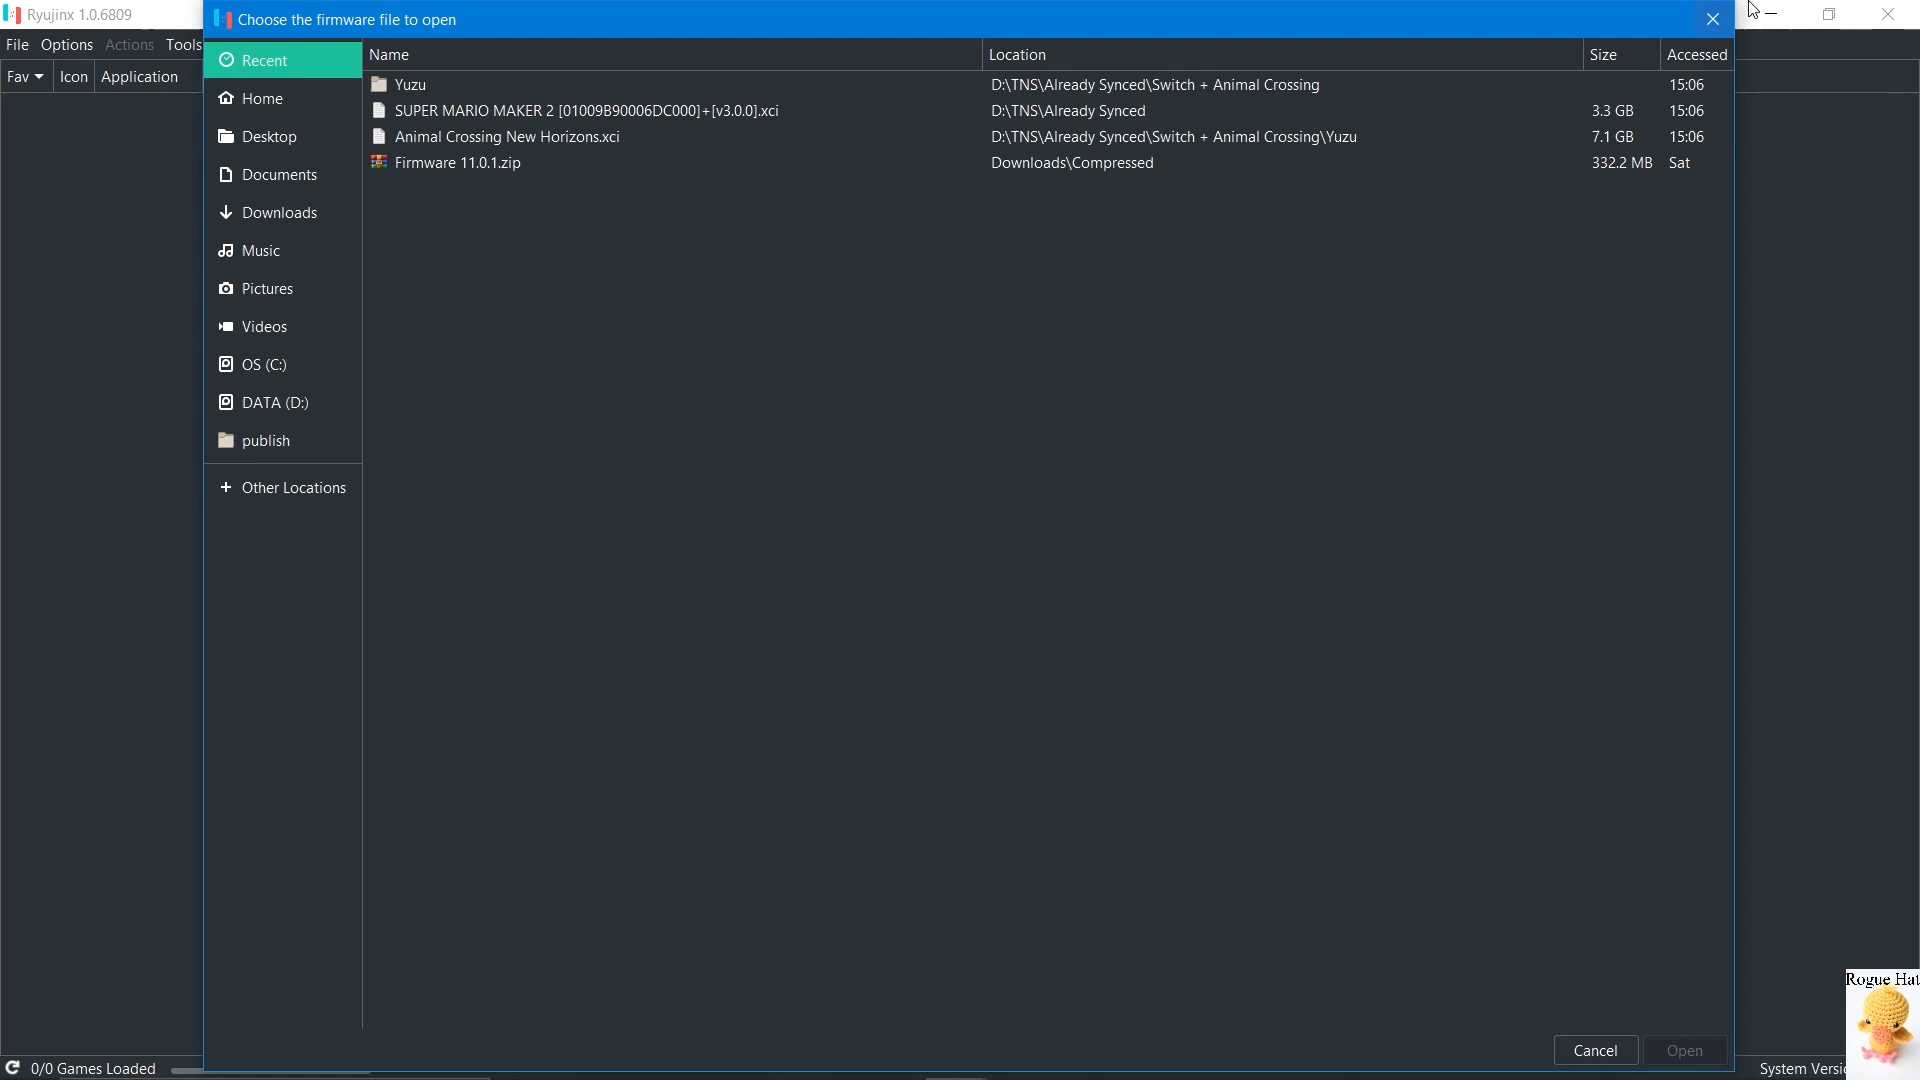 Ryujinx 1.0.6809
Choose the firmware file to open
File Options Actions Tools
Fav Icon Application
Recent
Home
Desktop
Documents
Downloads
Music
Pictures
Videos
OS (C:)
DATA (D:)
publish
Other Locations
Name Location Size Accessed
Yuzu D:\TNS\Already Synced\Switch + Animal Crossing 15:06
SUPER MARIO MAKER 2 [01009B90006DC000]+[v3.0.0].xci D:\TNS\Already Synced 3.3 GB 15:06
Animal Crossing New Horizons.xci D:\TNS\Already Synced\Switch + Animal Crossing\Yuzu 7.1 GB 15:06
Firmware 11.0.1.zip Downloads\Compressed 332.2 MB Sat
Cancel Open
Rogue Hat
0/0 Games Loaded
System Versic